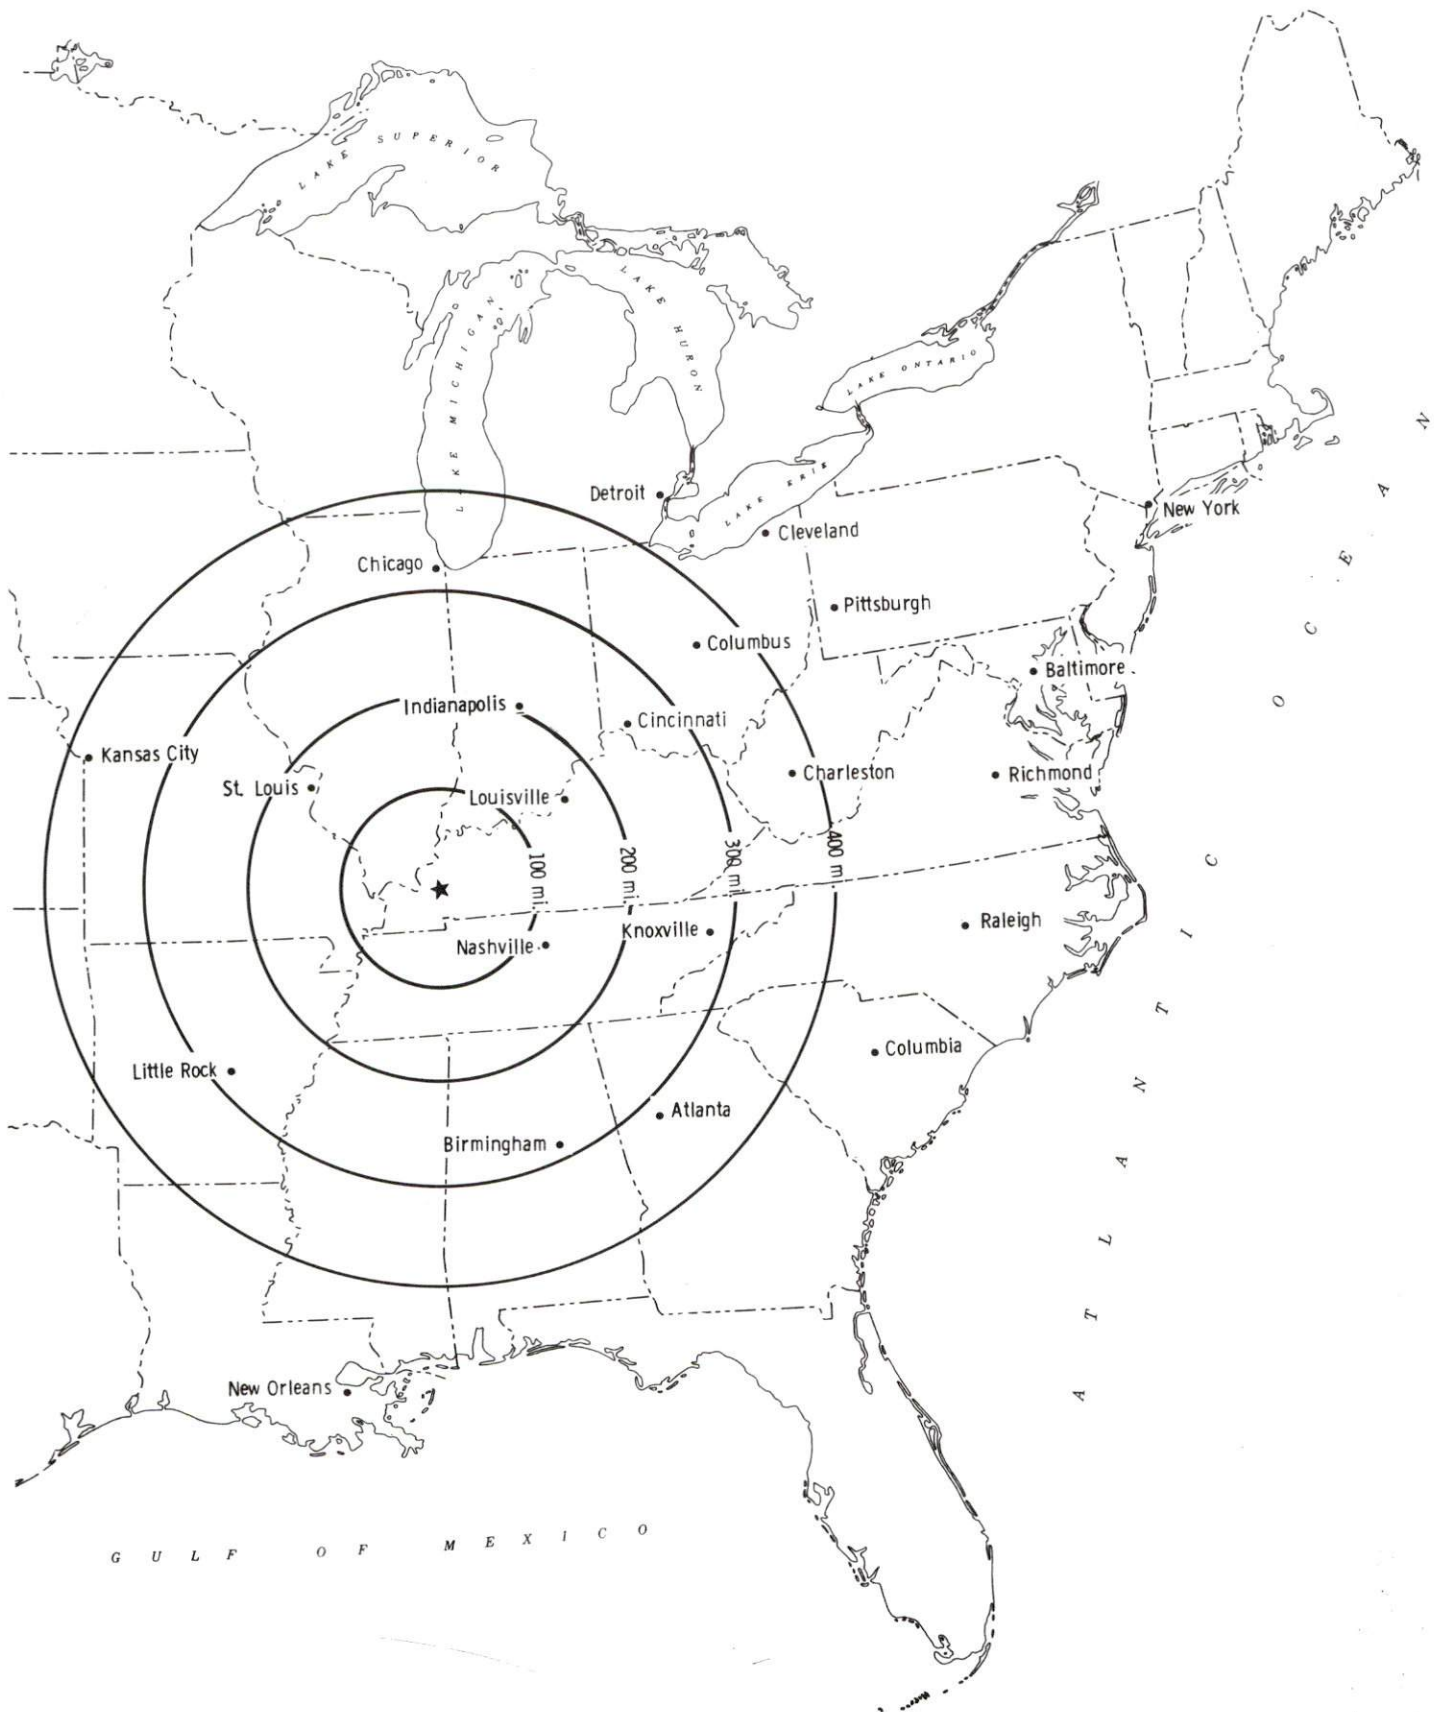 LAKE SUPERIOR
LAKE MICHIGAN
LAKE HURON
LAKE ONTARIO
LAKE ERIE
Detroit
Cleveland
New York
Chicago
Pittsburgh
Columbus
Baltimore
Indianapolis
Cincinnati
Kansas City
St. Louis
Louisville
Charleston
Richmond
100 mi.
200 mi.
300 mi.
400 mi.
Nashville
Knoxville
Raleigh
Little Rock
Columbia
Atlanta
Birmingham
New Orleans
ATLANTIC OCEAN
GULF OF MEXICO